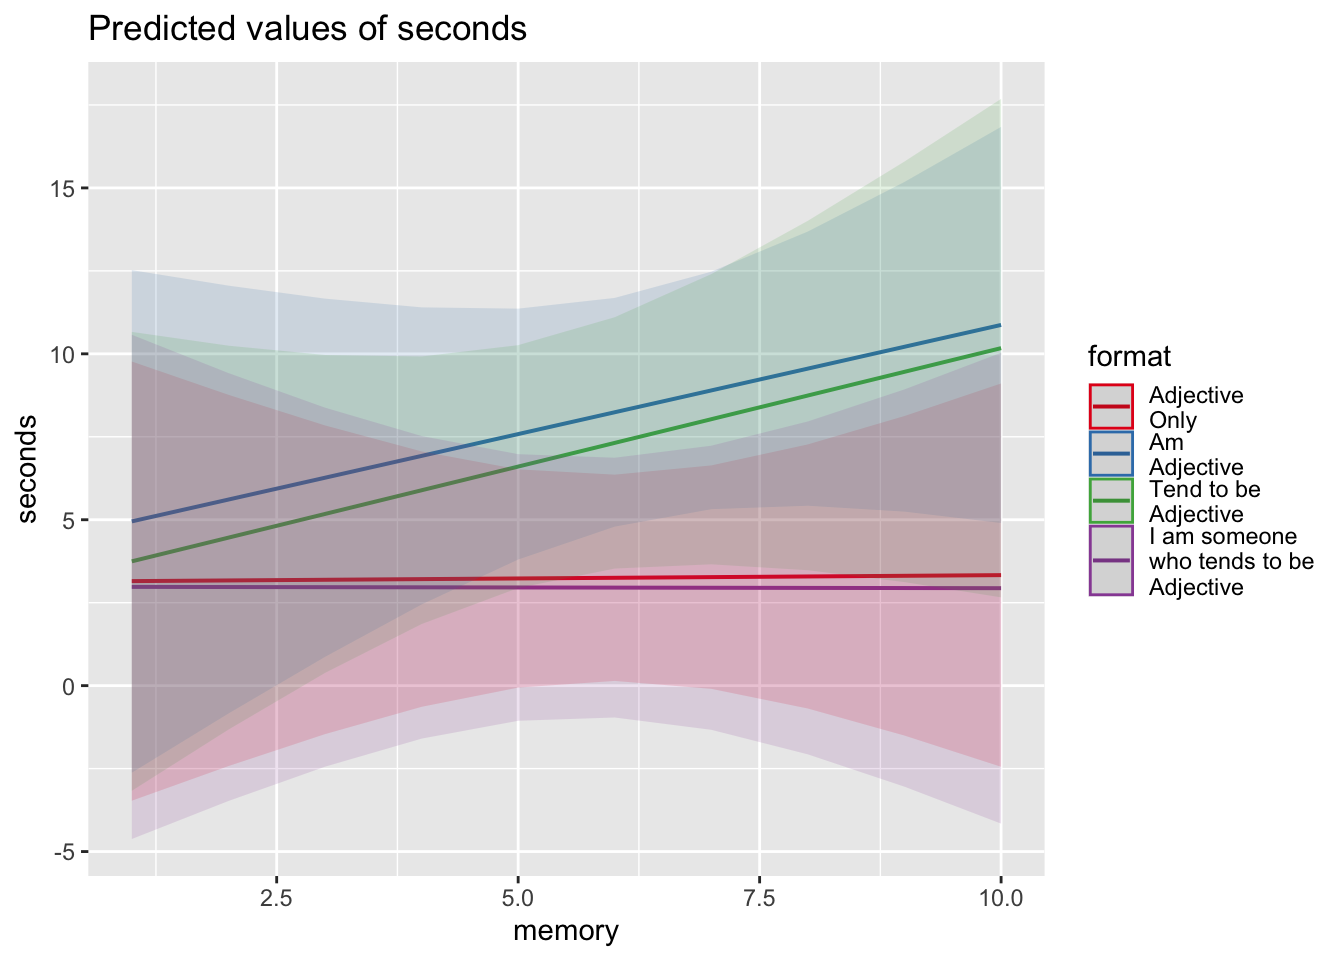 Predicted values of seconds
seconds
15
10
5
0
-5
2.5
5.0
7.5
10.0
memory
format
Adjective
Only
Am
Adjective
Tend to be
Adjective
I am someone
who tends to be
Adjective